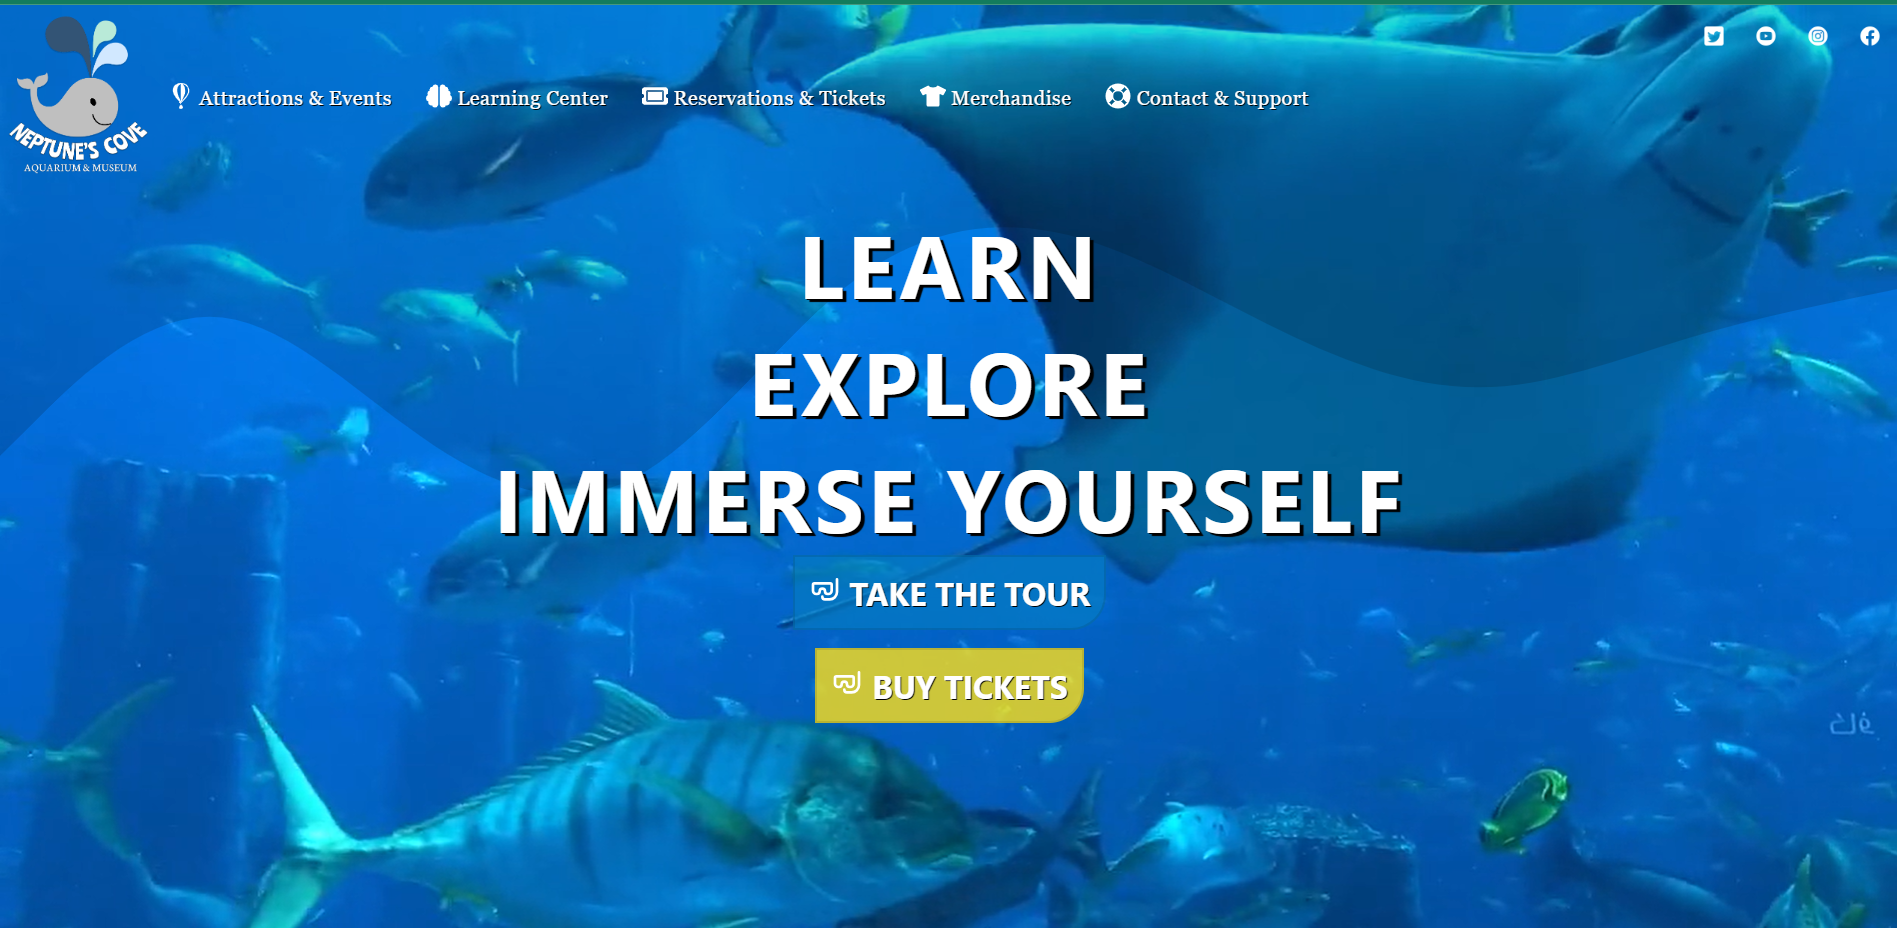 NEPTUNE'S COVE
AQUARIUM & MUSEUM
Attractions & Events
Learning Center
Reservations & Tickets
Merchandise
Contact & Support
LEARN
EXPLORE
IMMERSE YOURSELF
TAKE THE TOUR
BUY TICKETS